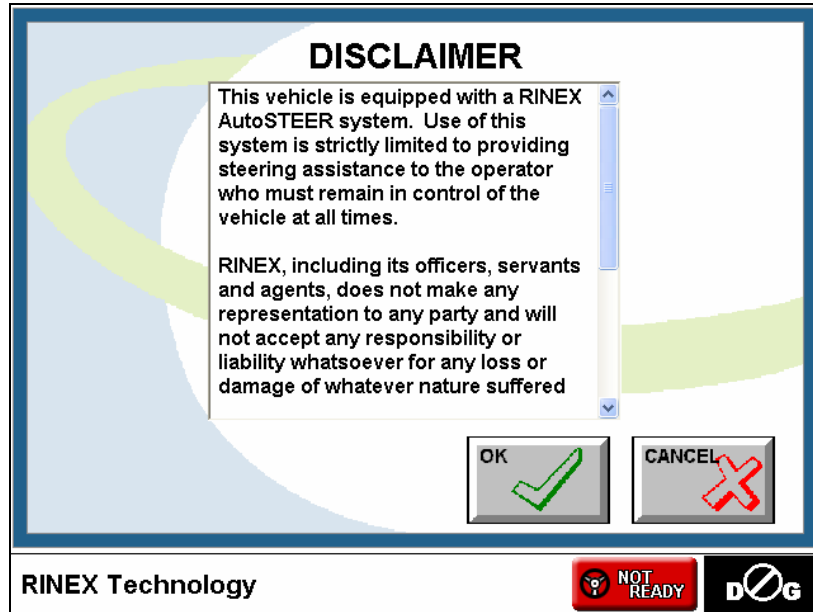 DISCLAIMER
This vehicle is equipped with a RINEX
AutoSTEER system. Use of this
system is strictly limited to providing
steering assistance to the operator
who must remain in control of the
vehicle at all times.
RINEX, including its officers, servants
and agents, does not make any
representation to any party and will
not accept any responsibility or
liability whatsoever for any loss or
damage of whatever nature suffered
OK
CANCEL
RINEX Technology
NOT
READY
D G